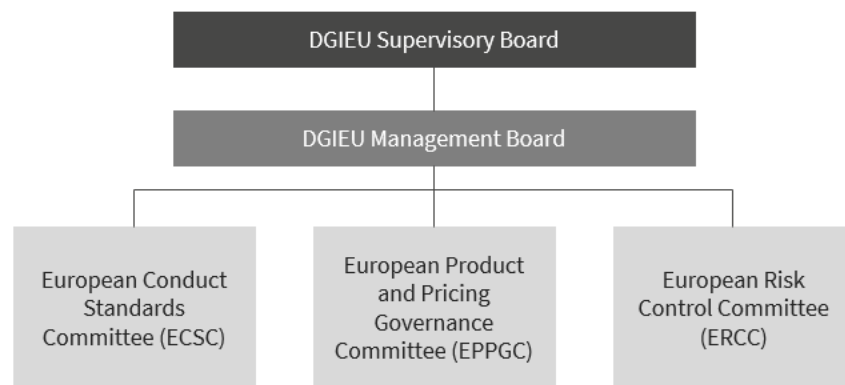 DGIEU Supervisory Board
DGIEU Management Board
European Conduct
Standards
Committee (ECSC)
European Product
and Pricing
Governance
Committee (EPPGC)
European Risk
Control Committee
(ERCC)